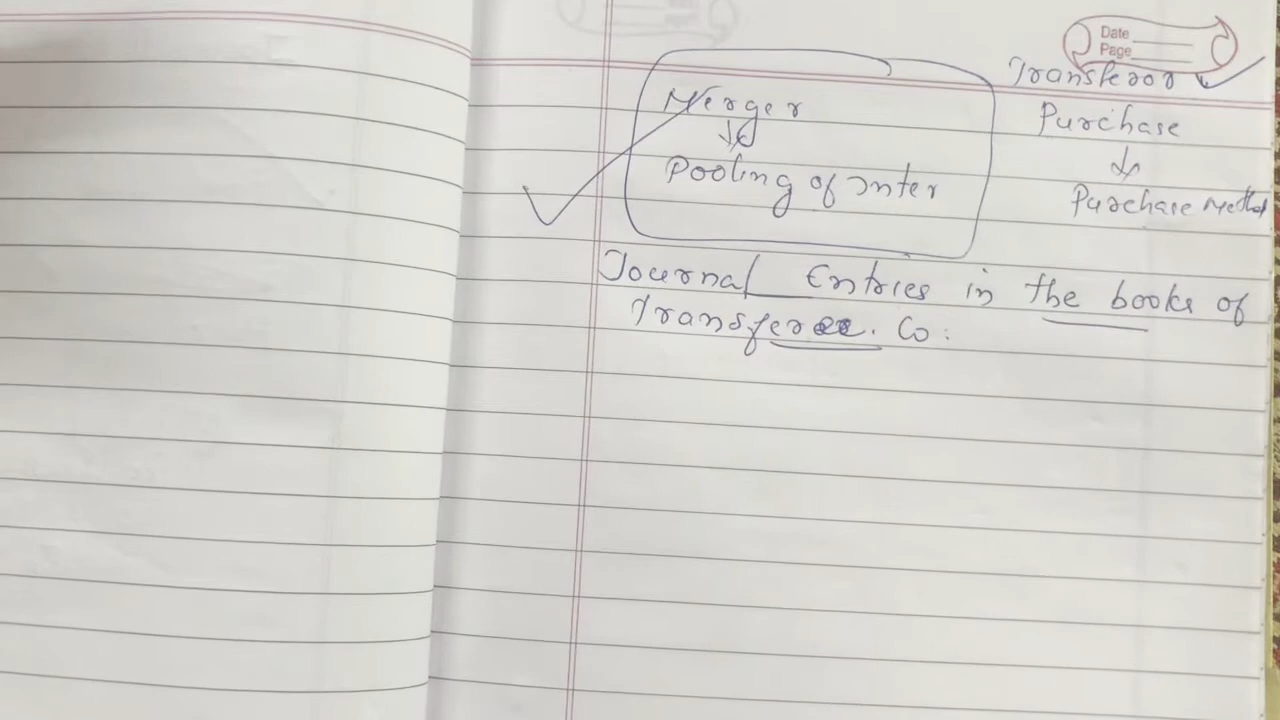 Date
Page
Transferor
Merger
Purchase
Pooling of Inter
Purchase Method
Journal Entries in the books of
Transferee. Co.